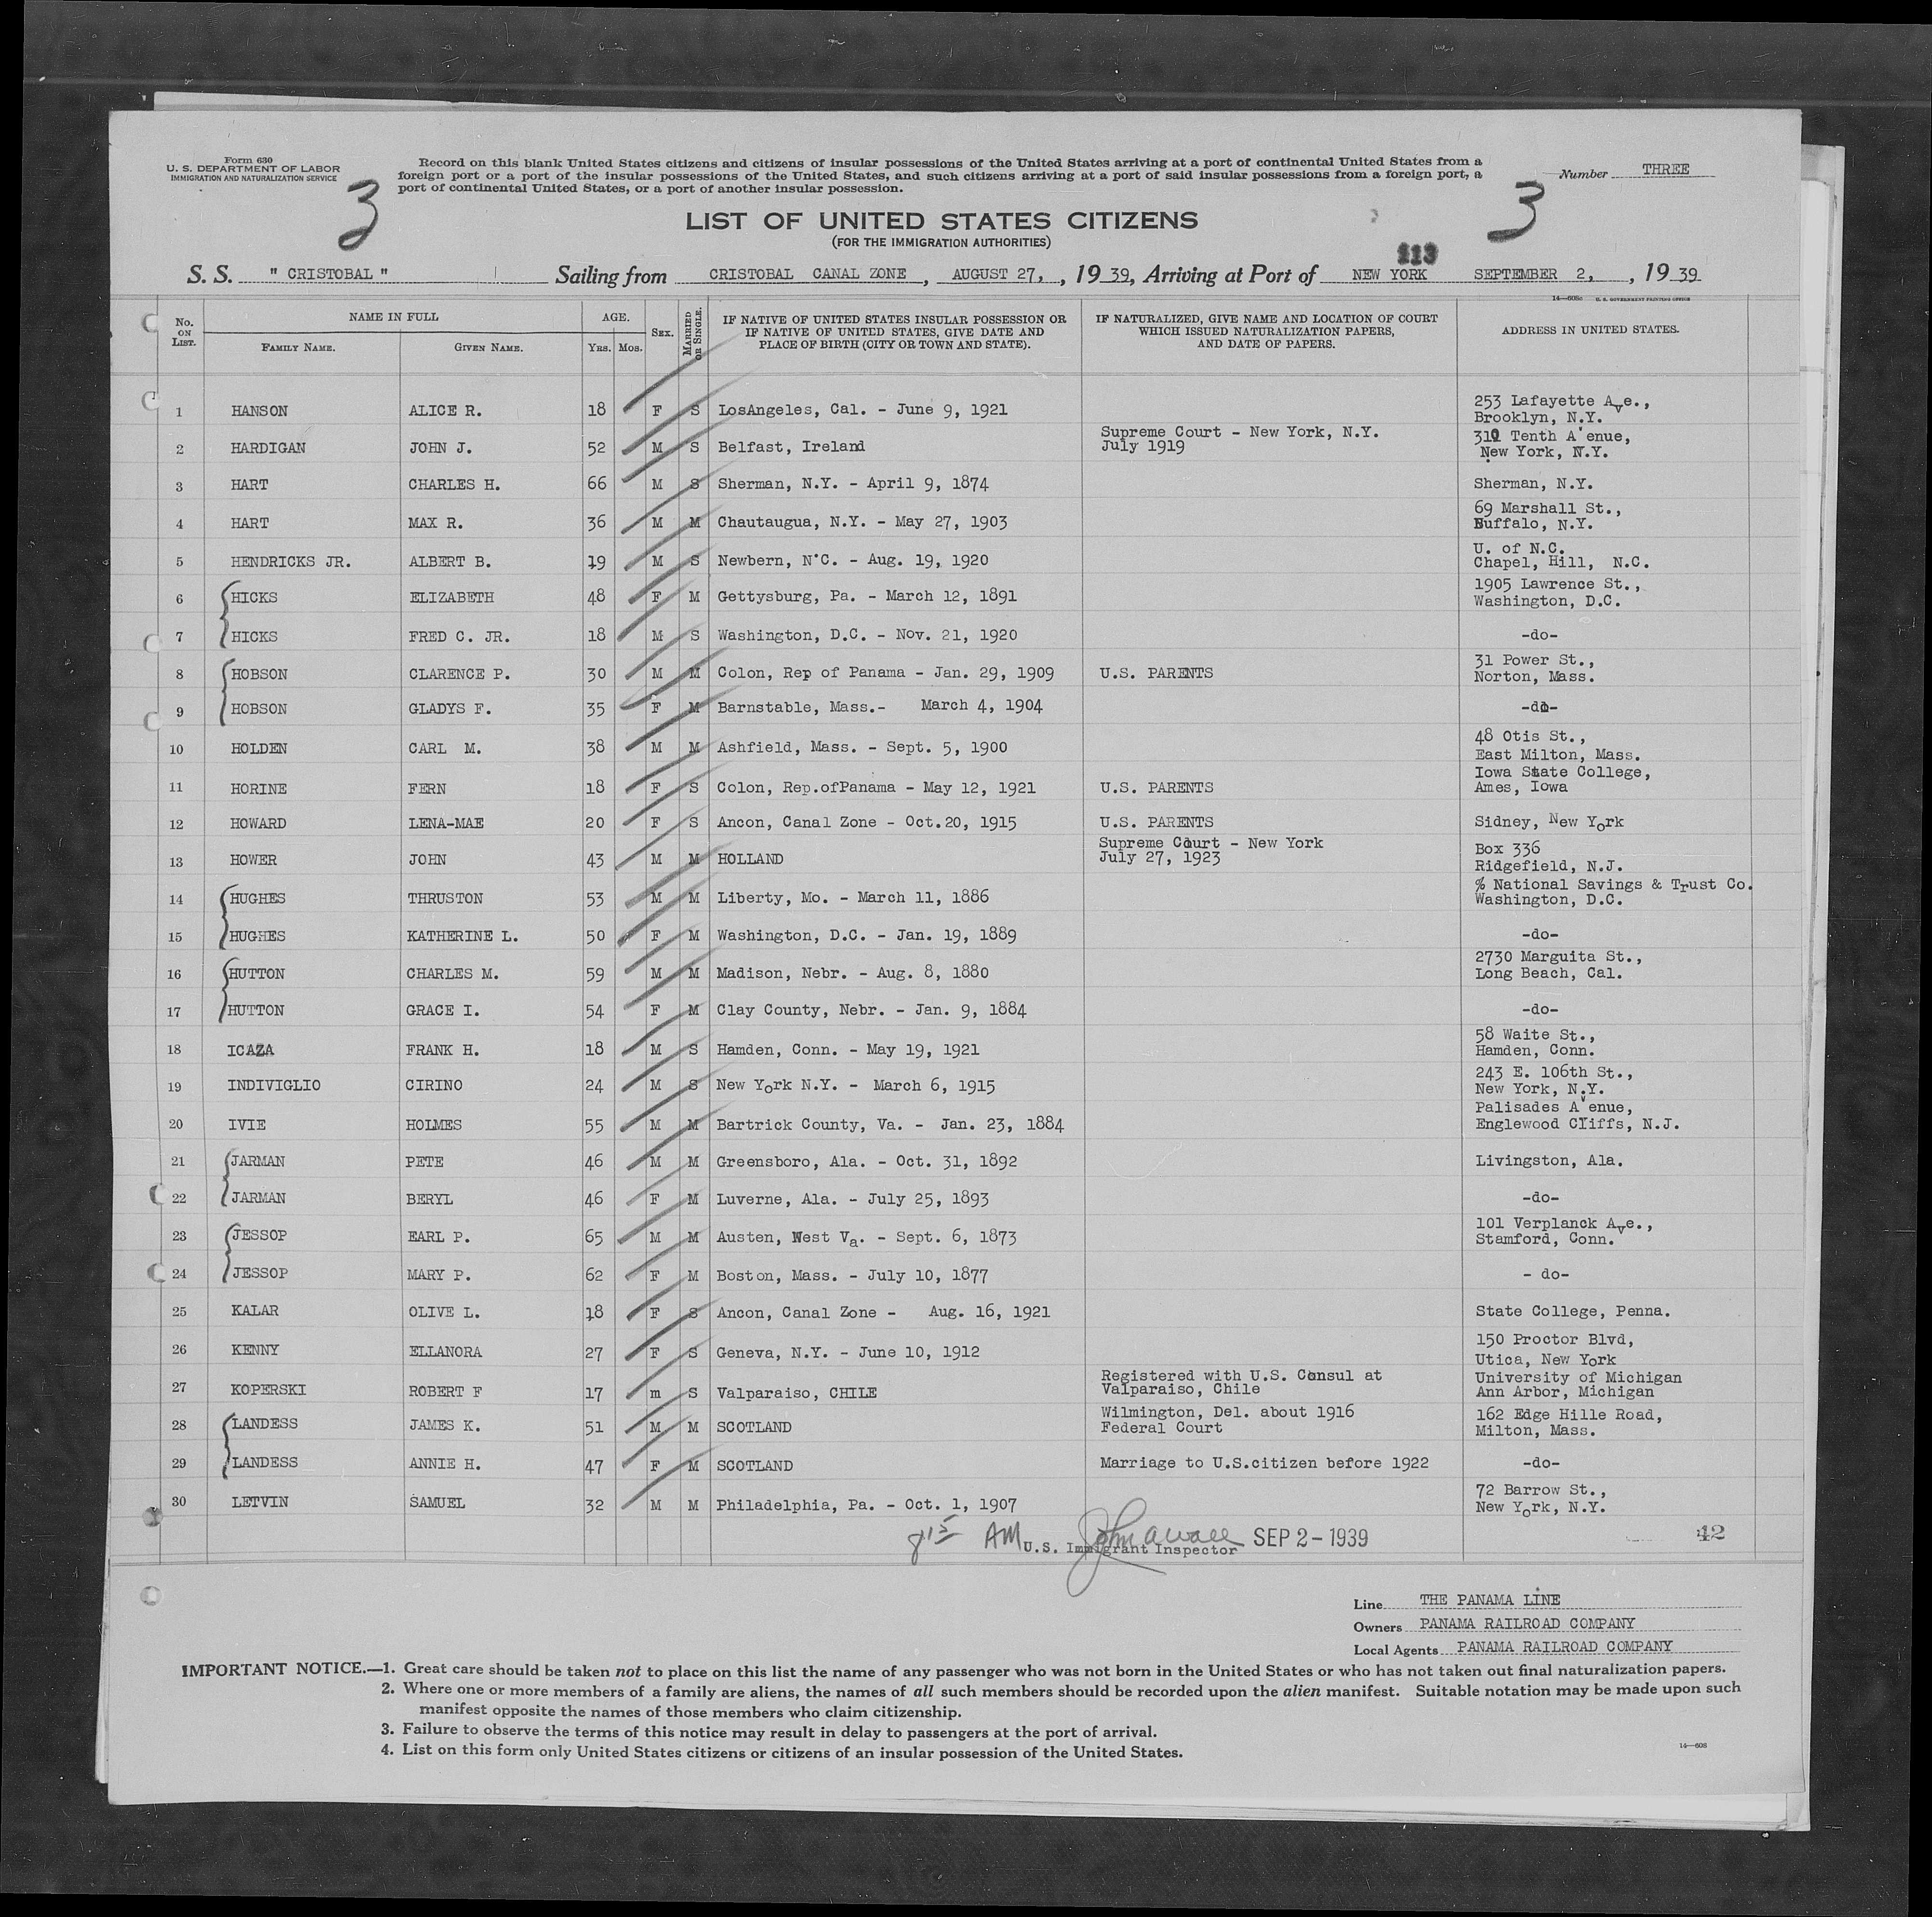 Form 630
U. S. DEPARTMENT OF LABOR
IMMIGRATION AND NATURALIZATION SERVICE
3
Record on this blank United States citizens and citizens of insular possessions of the United States arriving at a port of continental United States from a
foreign port or a port of the insular possessions of the United States, and such citizens arriving at a port of said insular possessions from a foreign port, a
port of continental United States, or a port of another insular possession.
Number THREE
3
LIST OF UNITED STATES CITIZENS
(FOR THE IMMIGRATION AUTHORITIES)
113
S. S. " CRISTOBAL " Sailing from CRISTOBAL CANAL ZONE, AUGUST 27, , 1939, Arriving at Port of NEW YORK SEPTEMBER 2, , 1939
14—608c U. S. GOVERNMENT PRINTING OFFICE
No. ON LIST. NAME IN FULL FAMILY NAME. GIVEN NAME. AGE. YRS. MOS. SEX. MARRIED OR SINGLE. IF NATIVE OF UNITED STATES INSULAR POSSESSION OR IF NATIVE OF UNITED STATES, GIVE DATE AND PLACE OF BIRTH (CITY OR TOWN AND STATE). IF NATURALIZED, GIVE NAME AND LOCATION OF COURT WHICH ISSUED NATURALIZATION PAPERS, AND DATE OF PAPERS. ADDRESS IN UNITED STATES.
1 HANSON ALICE R. 18 F S LosAngeles, Cal. - June 9, 1921 253 Lafayette Ave.,
Brooklyn, N.Y.
2 HARDIGAN JOHN J. 52 M S Belfast, Ireland Supreme Court - New York, N.Y.
July 1919 310 Tenth A'enue,
New York, N.Y.
3 HART CHARLES H. 66 M S Sherman, N.Y. - April 9, 1874 Sherman, N.Y.
4 HART MAX R. 36 M M Chautaugua, N.Y. - May 27, 1903 69 Marshall St.,
Buffalo, N.Y.
5 HENDRICKS JR. ALBERT B. 19 M S Newbern, N'C. - Aug. 19, 1920 U. of N.C.
Chapel, Hill, N.C.
6 HICKS ELIZABETH 48 F M Gettysburg, Pa. - March 12, 1891 1905 Lawrence St.,
Washington, D.C.
7 HICKS FRED C. JR. 18 M S Washington, D.C. - Nov. 21, 1920 -do-
8 HOBSON CLARENCE P. 30 M M Colon, Rep of Panama - Jan. 29, 1909 U.S. PARENTS 31 Power St.,
Norton, Mass.
9 HOBSON GLADYS F. 35 F M Barnstable, Mass.- March 4, 1904 -do-
10 HOLDEN CARL M. 38 M M Ashfield, Mass. - Sept. 5, 1900 48 Otis St.,
East Milton, Mass.
11 HORINE FERN 18 F S Colon, Rep.ofPanama - May 12, 1921 U.S. PARENTS Iowa State College,
Ames, Iowa
12 HOWARD LENA-MAE 20 F S Ancon, Canal Zone - Oct.20, 1915 U.S. PARENTS Sidney, New York
13 HOWER JOHN 43 M M HOLLAND Supreme Court - New York
July 27, 1923 Box 336
Ridgefield, N.J.
14 HUGHES THRUSTON 53 M M Liberty, Mo. - March 11, 1886 % National Savings & Trust Co.
Washington, D.C.
15 HUGHES KATHERINE L. 50 F M Washington, D.C. - Jan. 19, 1889 -do-
16 HUTTON CHARLES M. 59 M M Madison, Nebr. - Aug. 8, 1880 2730 Marguita St.,
Long Beach, Cal.
17 HUTTON GRACE I. 54 F M Clay County, Nebr. - Jan. 9, 1884 -do-
18 ICAZA FRANK H. 18 M S Hamden, Conn. - May 19, 1921 58 Waite St.,
Hamden, Conn.
19 INDIVIGLIO CIRINO 24 M S New York N.Y. - March 6, 1915 243 E. 106th St.,
New York, N.Y.
20 IVIE HOLMES 55 M M Bartrick County, Va. - Jan. 23, 1884 Palisades Avenue,
Englewood Cliffs, N.J.
21 JARMAN PETE 46 M M Greensboro, Ala. - Oct. 31, 1892 Livingston, Ala.
22 JARMAN BERYL 46 F M Luverne, Ala. - July 25, 1893 -do-
23 JESSOP EARL P. 65 M M Austen, West Va. - Sept. 6, 1873 101 Verplanck Ave.,
Stamford, Conn.
24 JESSOP MARY P. 62 F M Boston, Mass. - July 10, 1877 - do-
25 KALAR OLIVE L. 18 F S Ancon, Canal Zone - Aug. 16, 1921 State College, Penna.
26 KENNY ELLANORA 27 F S Geneva, N.Y. - June 10, 1912 150 Proctor Blvd,
Utica, New York
27 KOPERSKI ROBERT F 17 m S Valparaiso, CHILE Registered with U.S. Consul at
Valparaiso, Chile University of Michigan
Ann Arbor, Michigan
28 LANDESS JAMES K. 51 M M SCOTLAND Wilmington, Del. about 1916
Federal Court 162 Edge Hille Road,
Milton, Mass.
29 LANDESS ANNIE H. 47 F M SCOTLAND Marriage to U.S.citizen before 1922 -do-
30 LETVIN SAMUEL 32 M M Philadelphia, Pa. - Oct. 1, 1907 72 Barrow St.,
New York, N.Y.
8 15 AM U.S. Immigrant Inspector SEP 2 - 1939 42
Line THE PANAMA LINE
Owners PANAMA RAILROAD COMPANY
Local Agents PANAMA RAILROAD COMPANY
IMPORTANT NOTICE.—1. Great care should be taken not to place on this list the name of any passenger who was not born in the United States or who has not taken out final naturalization papers.
2. Where one or more members of a family are aliens, the names of all such members should be recorded upon the alien manifest. Suitable notation may be made upon such
manifest opposite the names of those members who claim citizenship.
3. Failure to observe the terms of this notice may result in delay to passengers at the port of arrival.
4. List on this form only United States citizens or citizens of an insular possession of the United States.
14—608